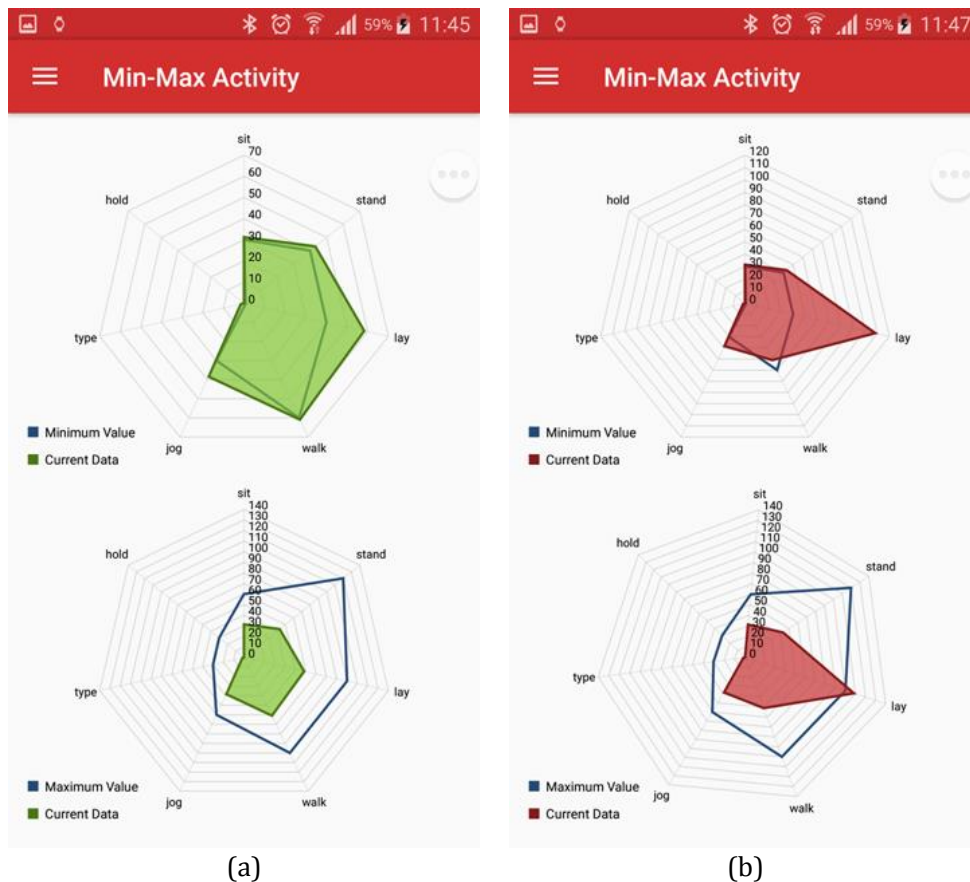 59% 11:45
Min-Max Activity
sit
70
60
50
40
30
20
10
0
hold
stand
type
lay
jog
walk
Minimum Value
Current Data
sit
140
130
120
110
100
90
80
70
60
50
40
30
20
10
0
hold
stand
type
lay
jog
walk
Maximum Value
Current Data
(a)
59% 11:47
Min-Max Activity
sit
120
110
100
90
80
70
60
50
40
30
20
10
0
hold
stand
type
lay
jog
walk
Minimum Value
Current Data
sit
140
130
120
110
100
90
80
70
60
50
40
30
20
10
0
hold
stand
type
lay
jog
walk
Maximum Value
Current Data
(b)